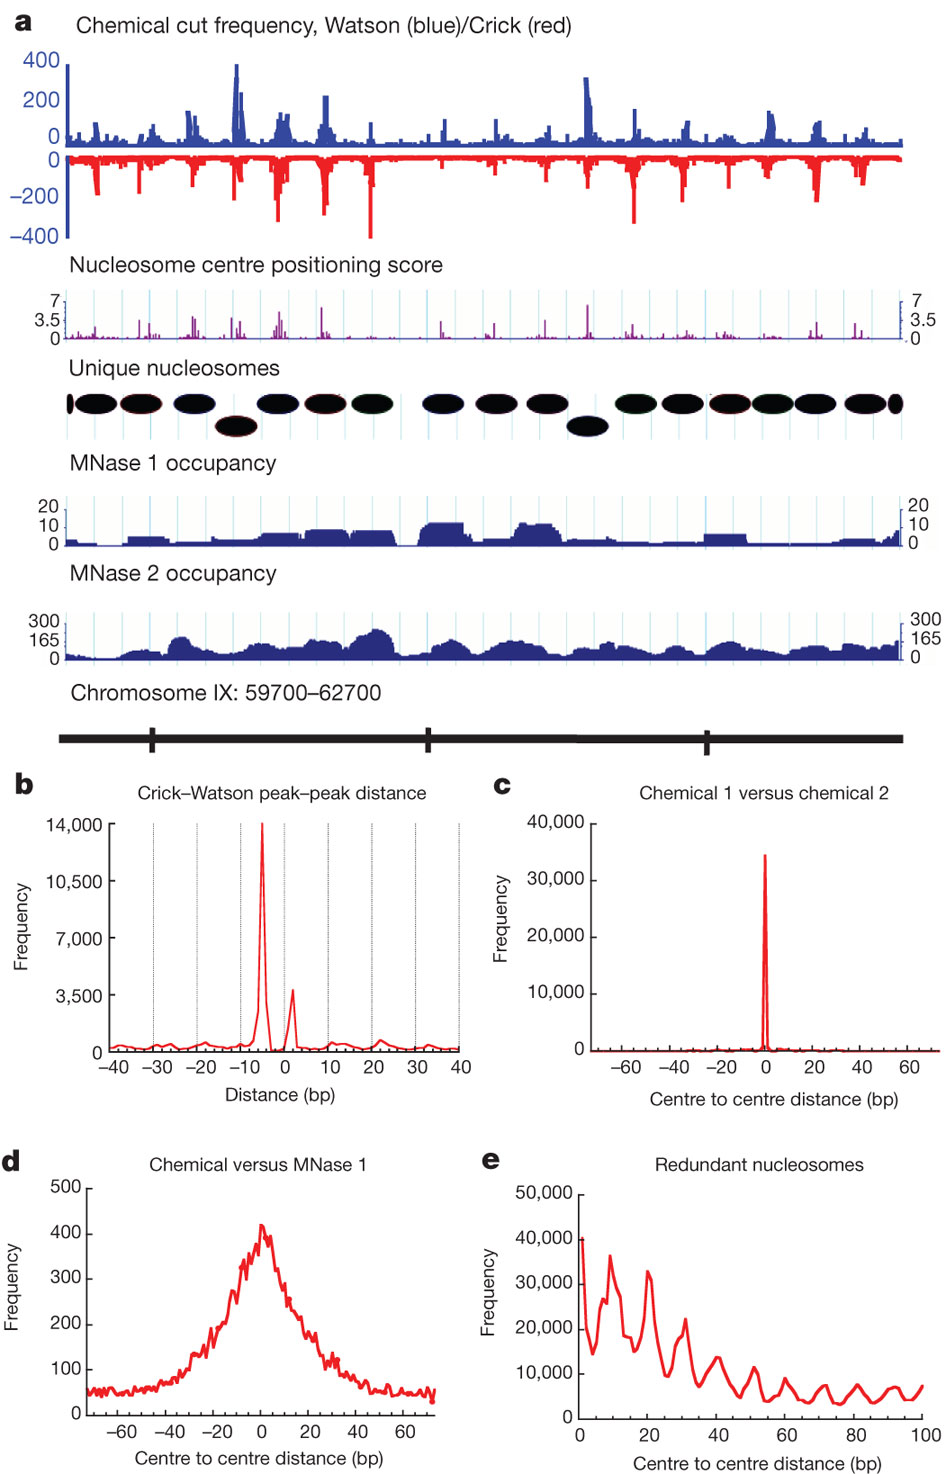 a Chemical cut frequency, Watson (blue)/Crick (red)
400
200
0
0
−200
−400
Nucleosome centre positioning score
7 7
3.5 3.5
0 0
Unique nucleosomes
MNase 1 occupancy
20 20
10 10
0 0
MNase 2 occupancy
300 300
165 165
0 0
Chromosome IX: 59700–62700
b Crick–Watson peak–peak distance
14,000
10,500
7,000
3,500
0
Frequency
−40 −30 −20 −10 0 10 20 30 40
Distance (bp)
c Chemical 1 versus chemical 2
40,000
30,000
20,000
10,000
0
Frequency
−60 −40 −20 0 20 40 60
Centre to centre distance (bp)
d Chemical versus MNase 1
500
400
300
200
100
0
Frequency
−60 −40 −20 0 20 40 60
Centre to centre distance (bp)
e Redundant nucleosomes
50,000
40,000
30,000
20,000
10,000
0
Frequency
0 20 40 60 80 100
Centre to centre distance (bp)